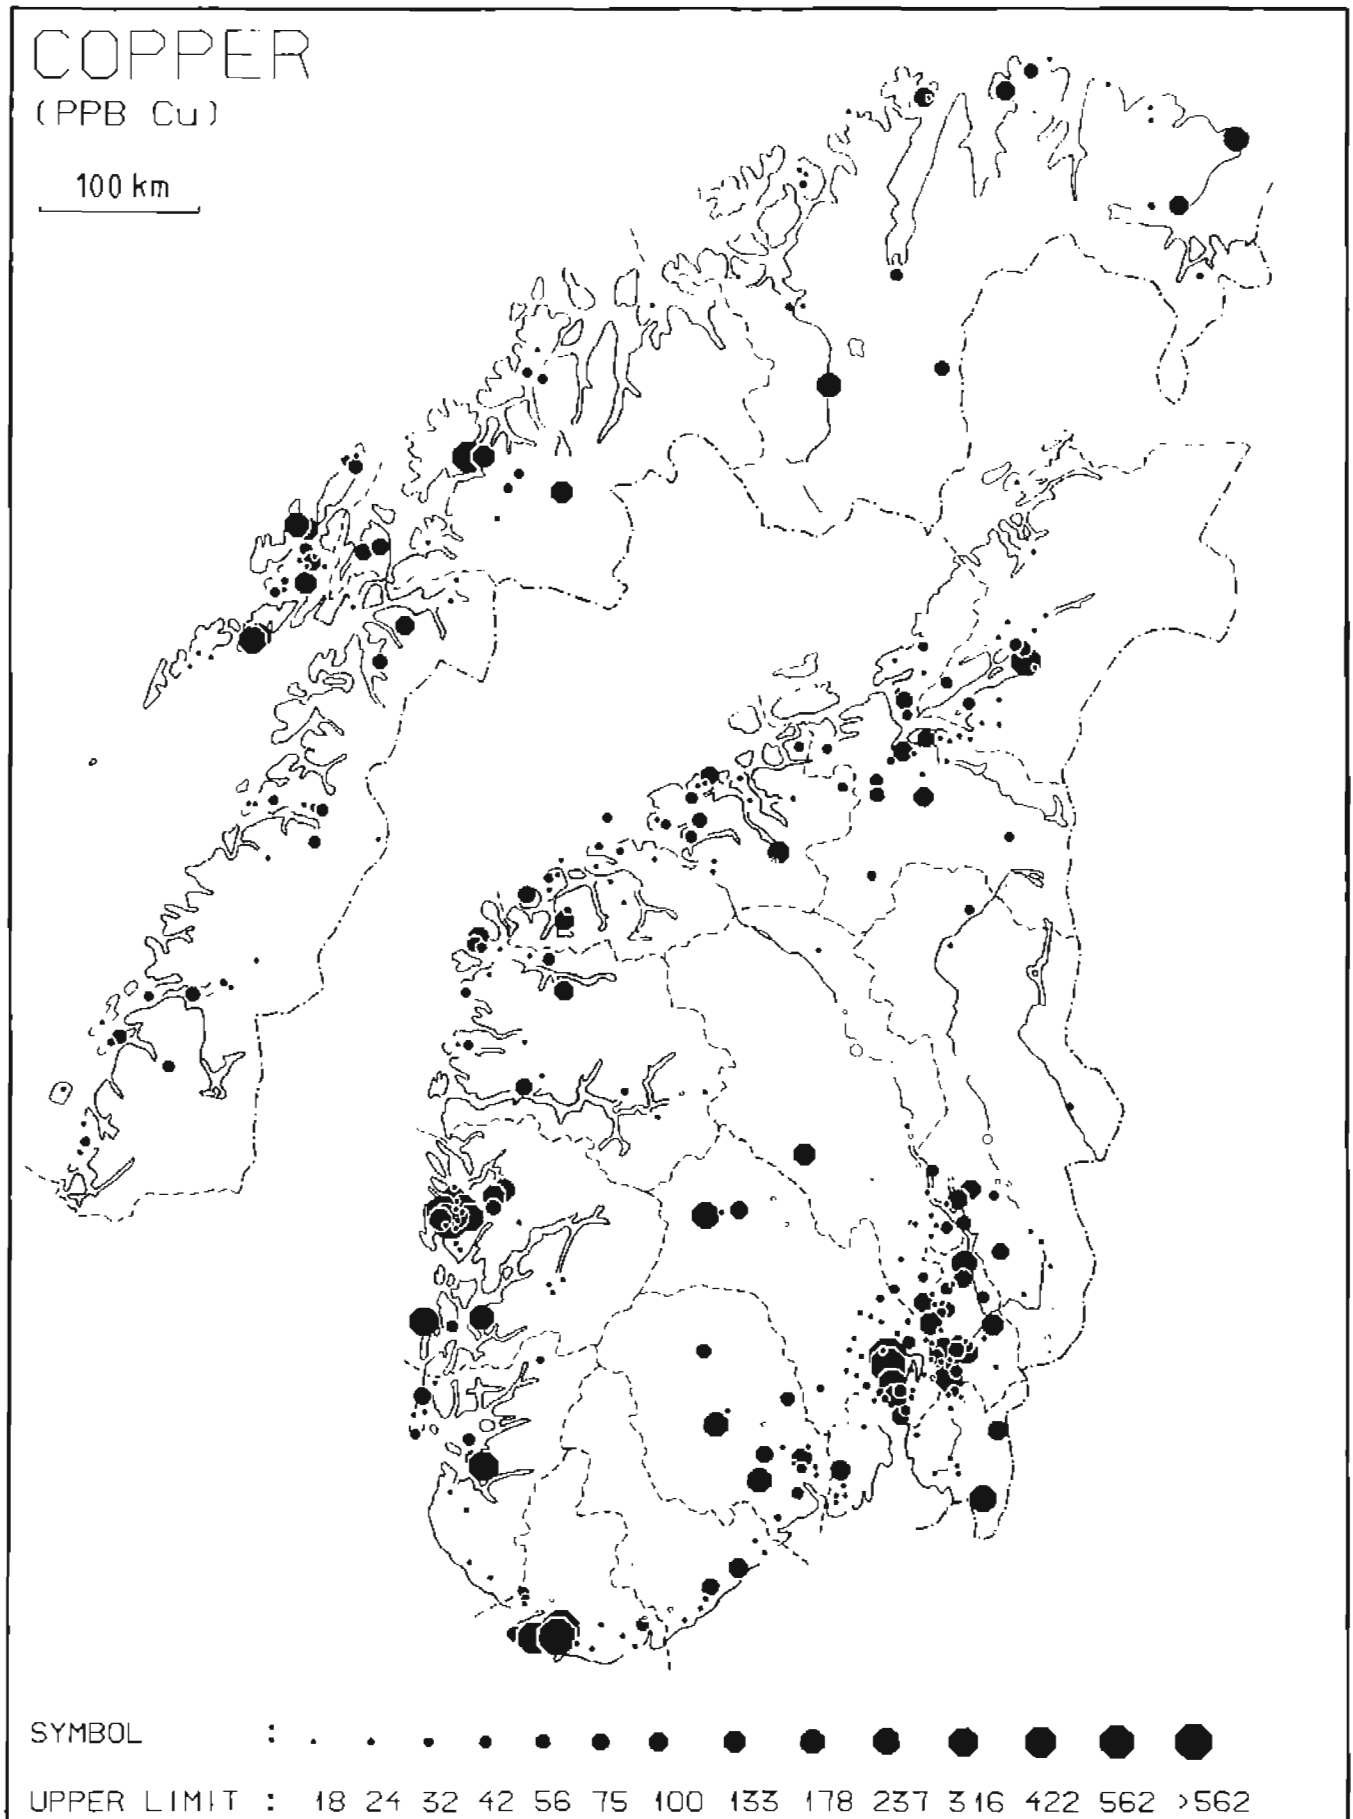 COPPER
(PPB Cu)
100 km
SYMBOL :
UPPER LIMIT : 18 24 32 42 56 75 100 133 178 237 316 422 562 >562